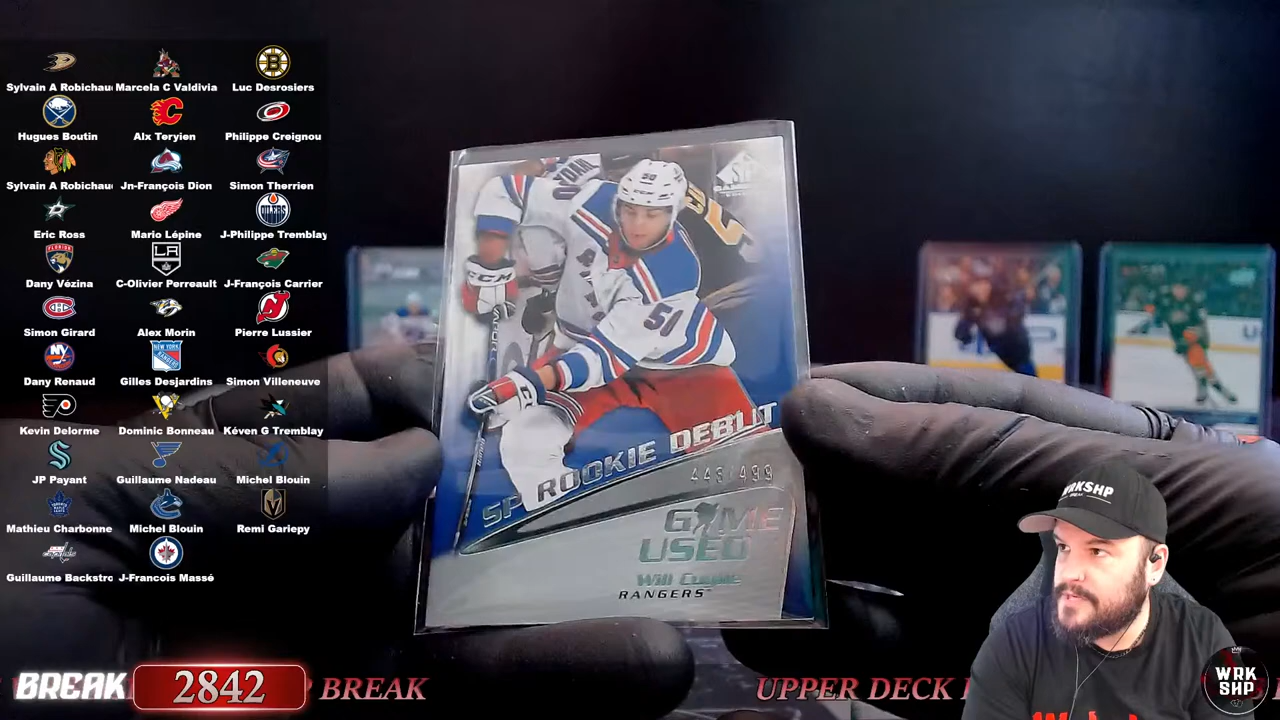 Sylvain A Robichau
Marcela C Valdivia
Luc Desrosiers
Hugues Boutin
Alx Teryien
Philippe Creignou
Sylvain A Robichau
Jn-François Dion
Simon Therrien
Eric Ross
Mario Lépine
J-Philippe Tremblay
Dany Vézina
C-Olivier Perreault
J-François Carrier
Simon Girard
Alex Morin
Pierre Lussier
Dany Renaud
Gilles Desjardins
Simon Villeneuve
Kevin Delorme
Dominic Bonneau
Kéven G Tremblay
JP Payant
Guillaume Nadeau
Michel Blouin
Mathieu Charbonne
Michel Blouin
Remi Gariepy
Guillaume Backstro
J-Francois Massé
SP ROOKIE DEBUT
443/499
GAME
USED
Will Cuylle
RANGERS
50
CCM
WRKSHP
BREAK
2842
BREAK
UPPER DECK
WRK
SHP